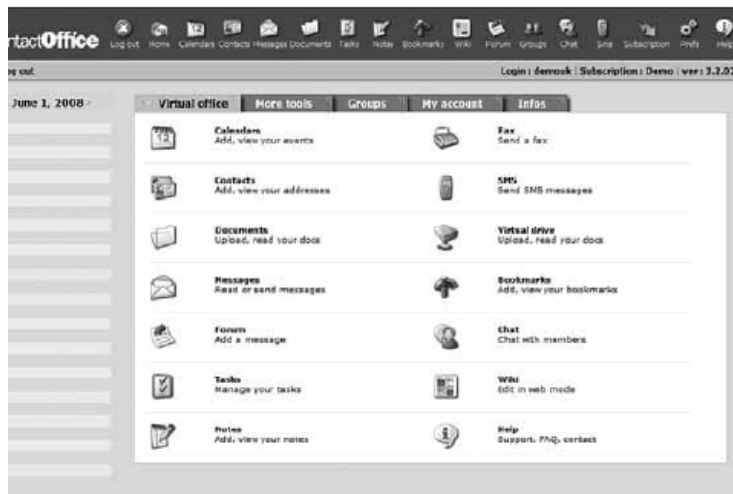 ntactOffice
Log out Home Calendars Contacts Messages Documents Tasks Notes Bookmarks Wiki Forum Groups Chat Sms Subscription Prefs Help
og out
Login : demouk | Subscription : Demo | ver: 3.2.0
June 1, 2008
Virtual office More tools Groups My account Infos
Calendars
Add, view your events
Fax
Send a fax
Contacts
Add, view your addresses
SMS
Send SMS messages
Documents
Upload, read your docs
Virtual drive
Upload, read your docs
Messages
Read or send messages
Bookmarks
Add, view your bookmarks
Forum
Add a message
Chat
Chat with members
Tasks
Manage your tasks
Wiki
Edit in web mode
Notes
Add, view your notes
Help
Support, FAQ, contact